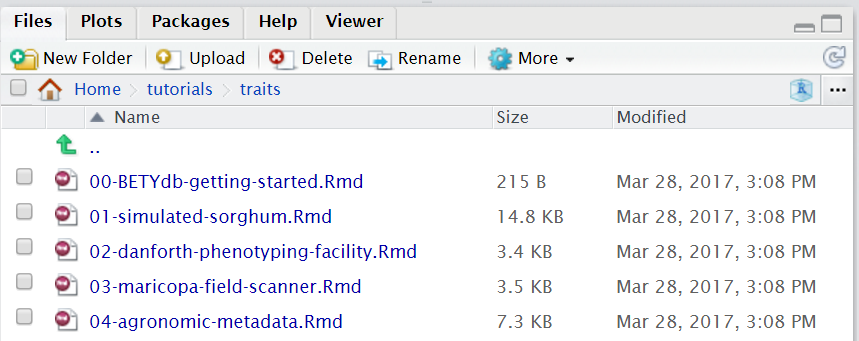 Files Plots Packages Help Viewer
New Folder Upload Delete Rename More
Home tutorials traits R ...
Name Size Modified
..
00-BETYdb-getting-started.Rmd 215 B Mar 28, 2017, 3:08 PM
01-simulated-sorghum.Rmd 14.8 KB Mar 28, 2017, 3:08 PM
02-danforth-phenotyping-facility.Rmd 3.4 KB Mar 28, 2017, 3:08 PM
03-maricopa-field-scanner.Rmd 3.5 KB Mar 28, 2017, 3:08 PM
04-agronomic-metadata.Rmd 7.3 KB Mar 28, 2017, 3:08 PM